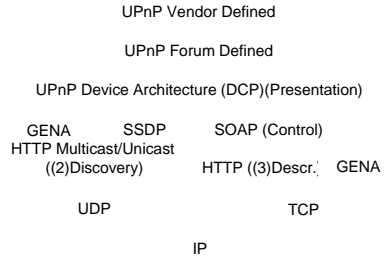 UPnP Vendor Defined
UPnP Forum Defined
UPnP Device Architecture (DCP)(Presentation)
GENA SSDP SOAP (Control)
HTTP Multicast/Unicast
((2)Discovery) HTTP ((3)Descr.) GENA
UDP TCP
IP